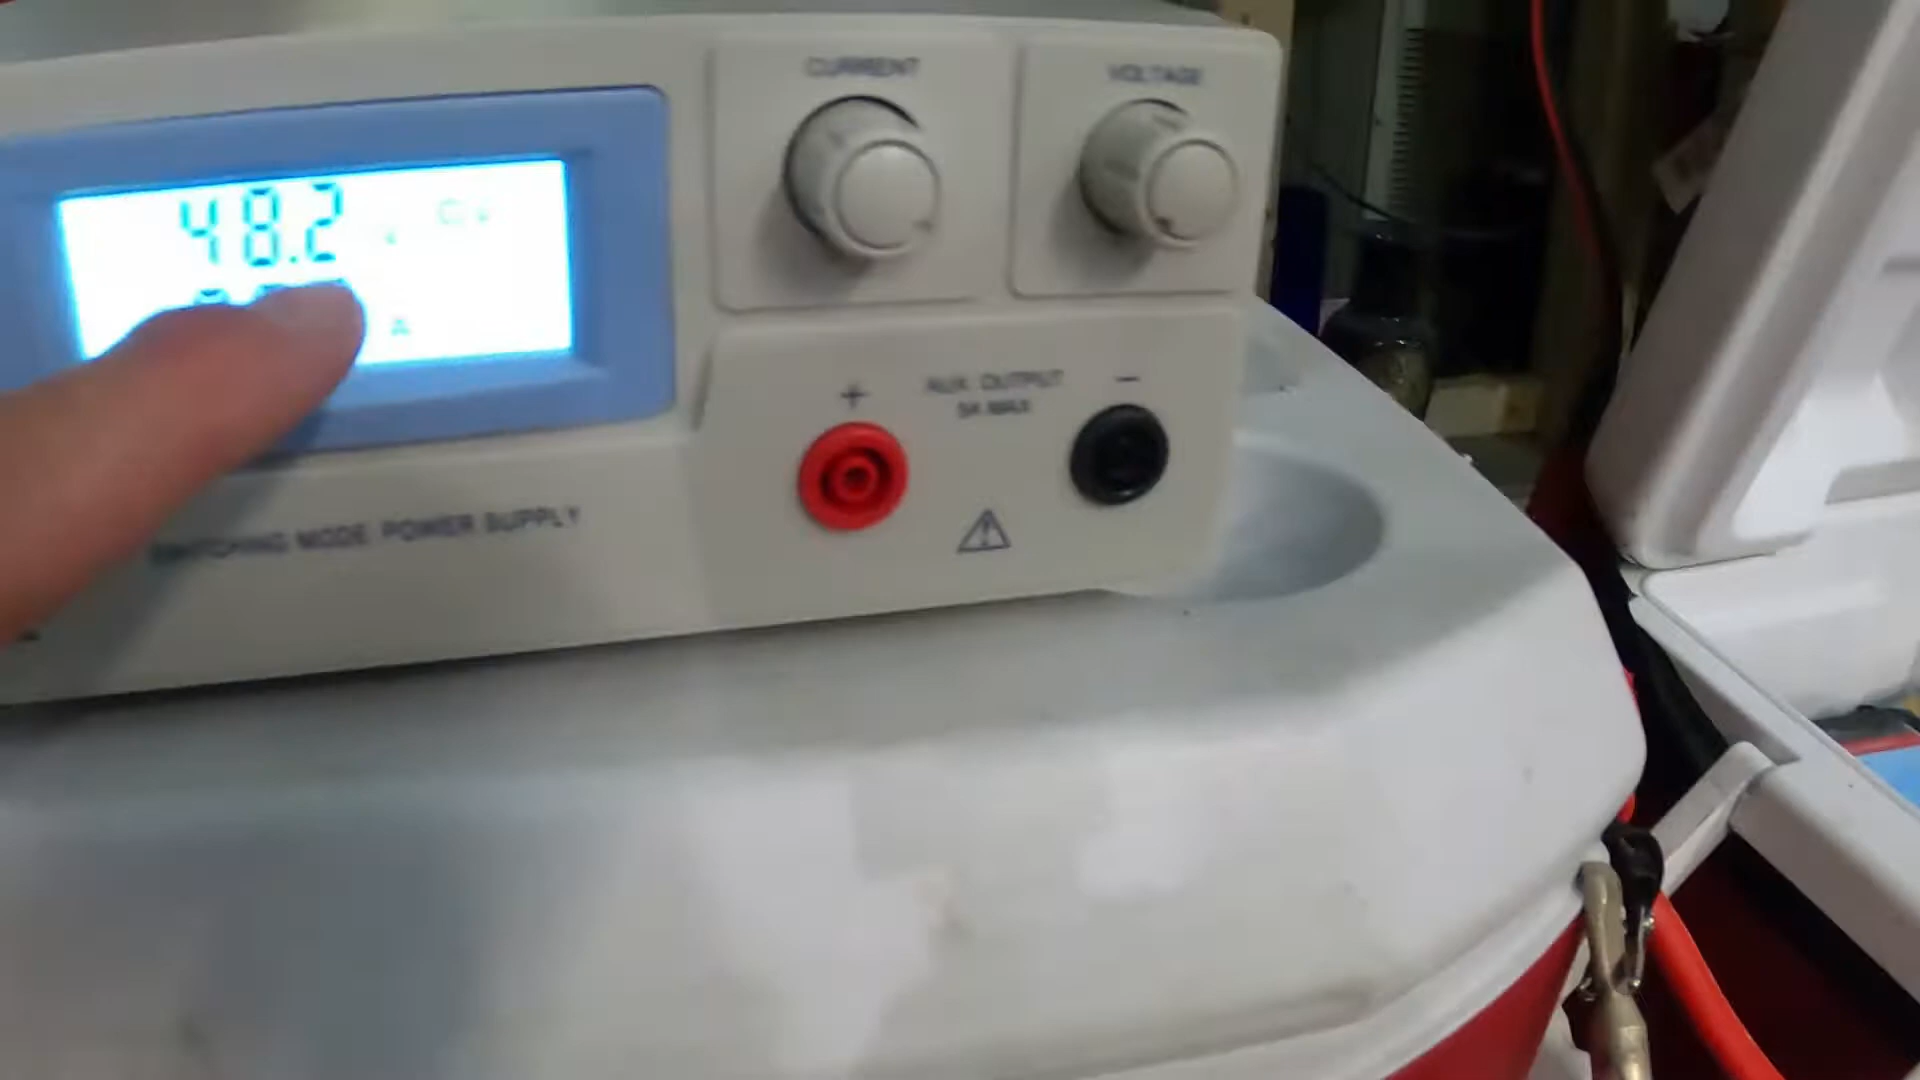 CURRENT
VOLTAGE
48.2 V C.V
A
+ AUX. OUTPUT -
5A MAX
SWITCHING MODE POWER SUPPLY